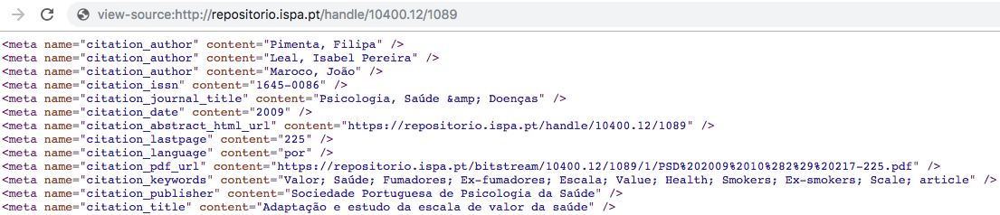 view-source:http://repositorio.ispa.pt/handle/10400.12/1089
<meta name="citation_author" content="Pimenta, Filipa" />
<meta name="citation_author" content="Leal, Isabel Pereira" />
<meta name="citation_author" content="Maroco, João" />
<meta name="citation_issn" content="1645-0086" />
<meta name="citation_journal_title" content="Psicologia, Saúde &amp; Doenças" />
<meta name="citation_date" content="2009" />
<meta name="citation_abstract_html_url" content="https://repositorio.ispa.pt/handle/10400.12/1089" />
<meta name="citation_lastpage" content="225" />
<meta name="citation_language" content="por" />
<meta name="citation_pdf_url" content="https://repositorio.ispa.pt/bitstream/10400.12/1089/1/PSD%202009%2010%282%29%20217-225.pdf" />
<meta name="citation_keywords" content="Valor; Saúde; Fumadores; Ex-fumadores; Escala; Value; Health; Smokers; Ex-smokers; Scale; article" />
<meta name="citation_publisher" content="Sociedade Portuguesa de Psicologia da Saúde" />
<meta name="citation_title" content="Adaptação e estudo da escala de valor da saúde" />